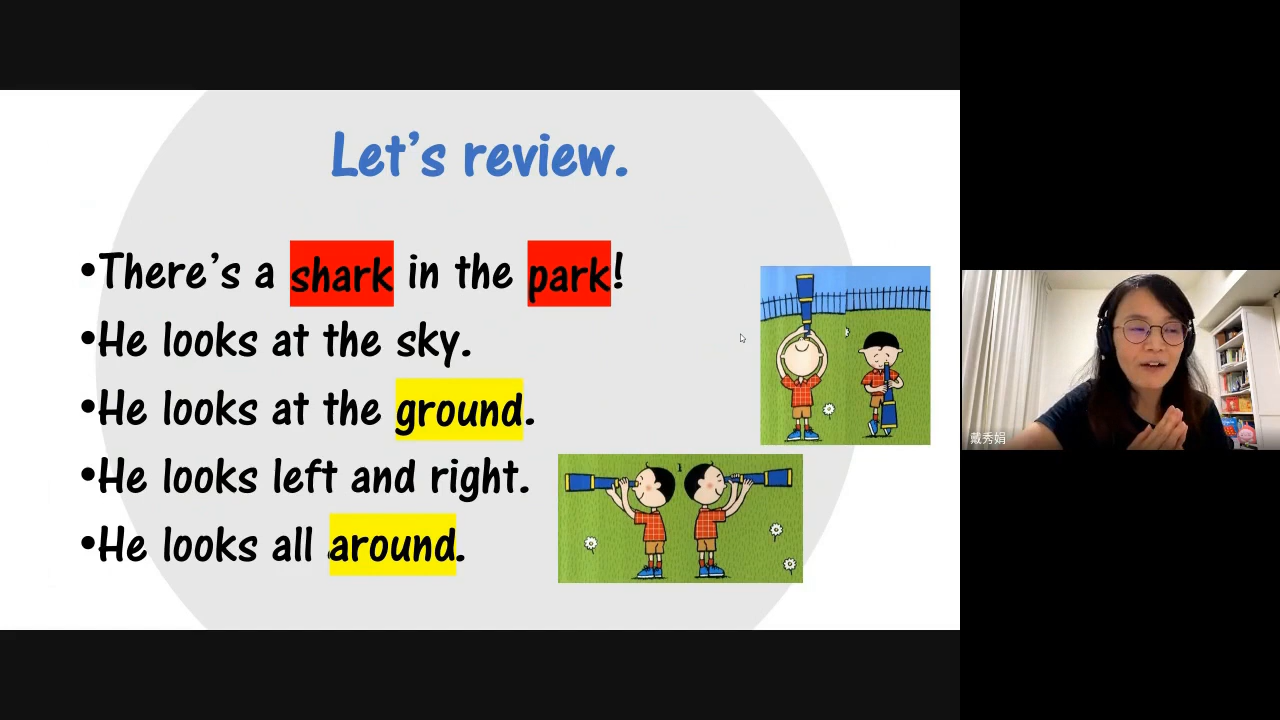 Let's review.
•There's a shark in the park!
•He looks at the sky.
•He looks at the ground.
•He looks left and right.
•He looks all around.
戴秀娟